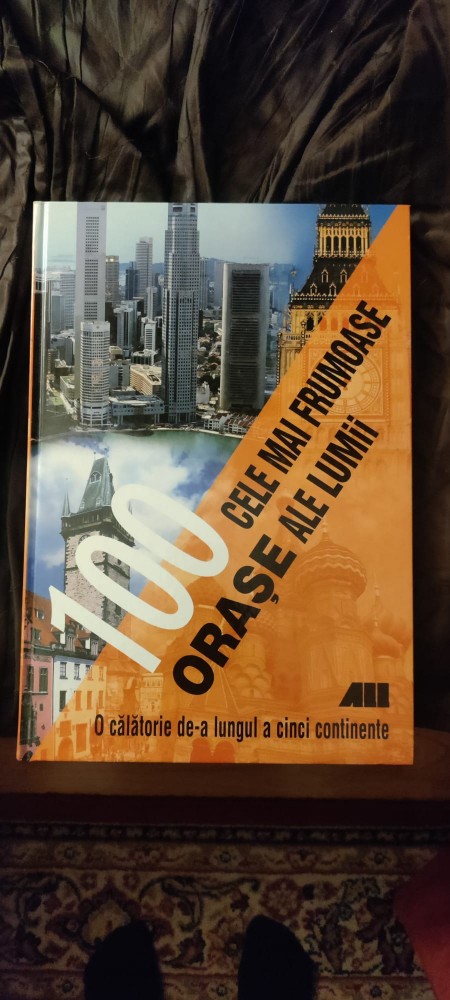 100 CELE MAI FRUMOASE
ORAȘE ALE LUMii
ALL
O călătorie de-a lungul a cinci continente